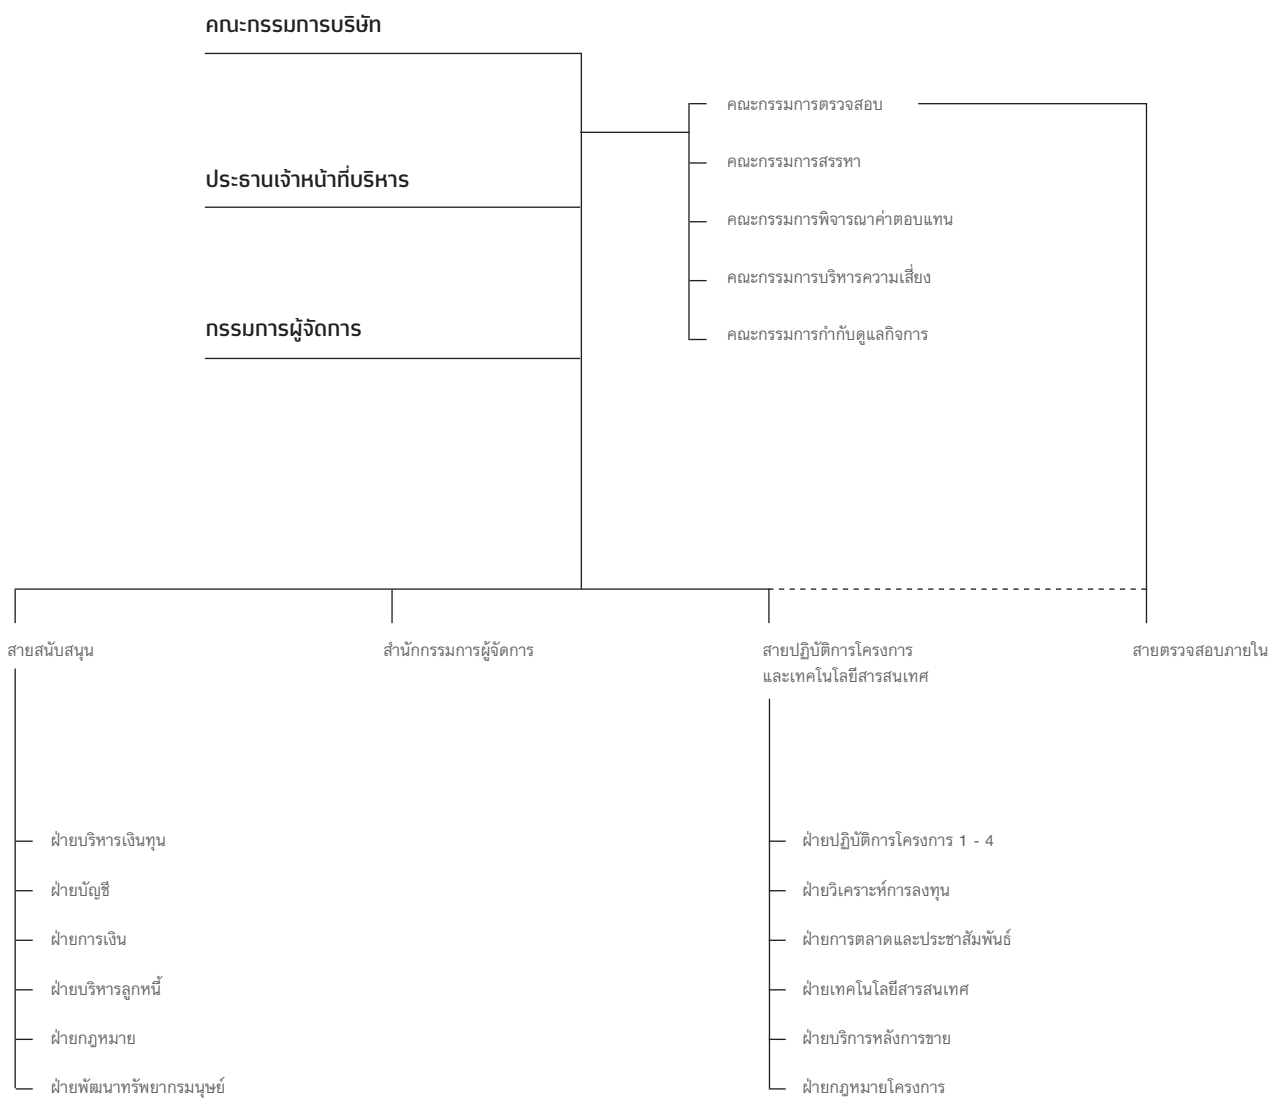 คณะกรรมการบริษัท
คณะกรรมการตรวจสอบ
คณะกรรมการสรรหา
ประธานเจ้าหน้าที่บริหาร
คณะกรรมการพิจารณาค่าตอบแทน
คณะกรรมการบริหารความเสี่ยง
กรรมการผู้จัดการ
คณะกรรมการกำกับดูแลกิจการ
สายสนับสนุน
สำนักกรรมการผู้จัดการ
สายปฏิบัติการโครงการ
และเทคโนโลยีสารสนเทศ
สายตรวจสอบภายใน
ฝ่ายบริหารเงินทุน
ฝ่ายบัญชี
ฝ่ายการเงิน
ฝ่ายบริหารลูกหนี้
ฝ่ายกฎหมาย
ฝ่ายพัฒนาทรัพยากรมนุษย์
ฝ่ายปฏิบัติการโครงการ 1 - 4
ฝ่ายวิเคราะห์การลงทุน
ฝ่ายการตลาดและประชาสัมพันธ์
ฝ่ายเทคโนโลยีสารสนเทศ
ฝ่ายบริการหลังการขาย
ฝ่ายกฎหมายโครงการ